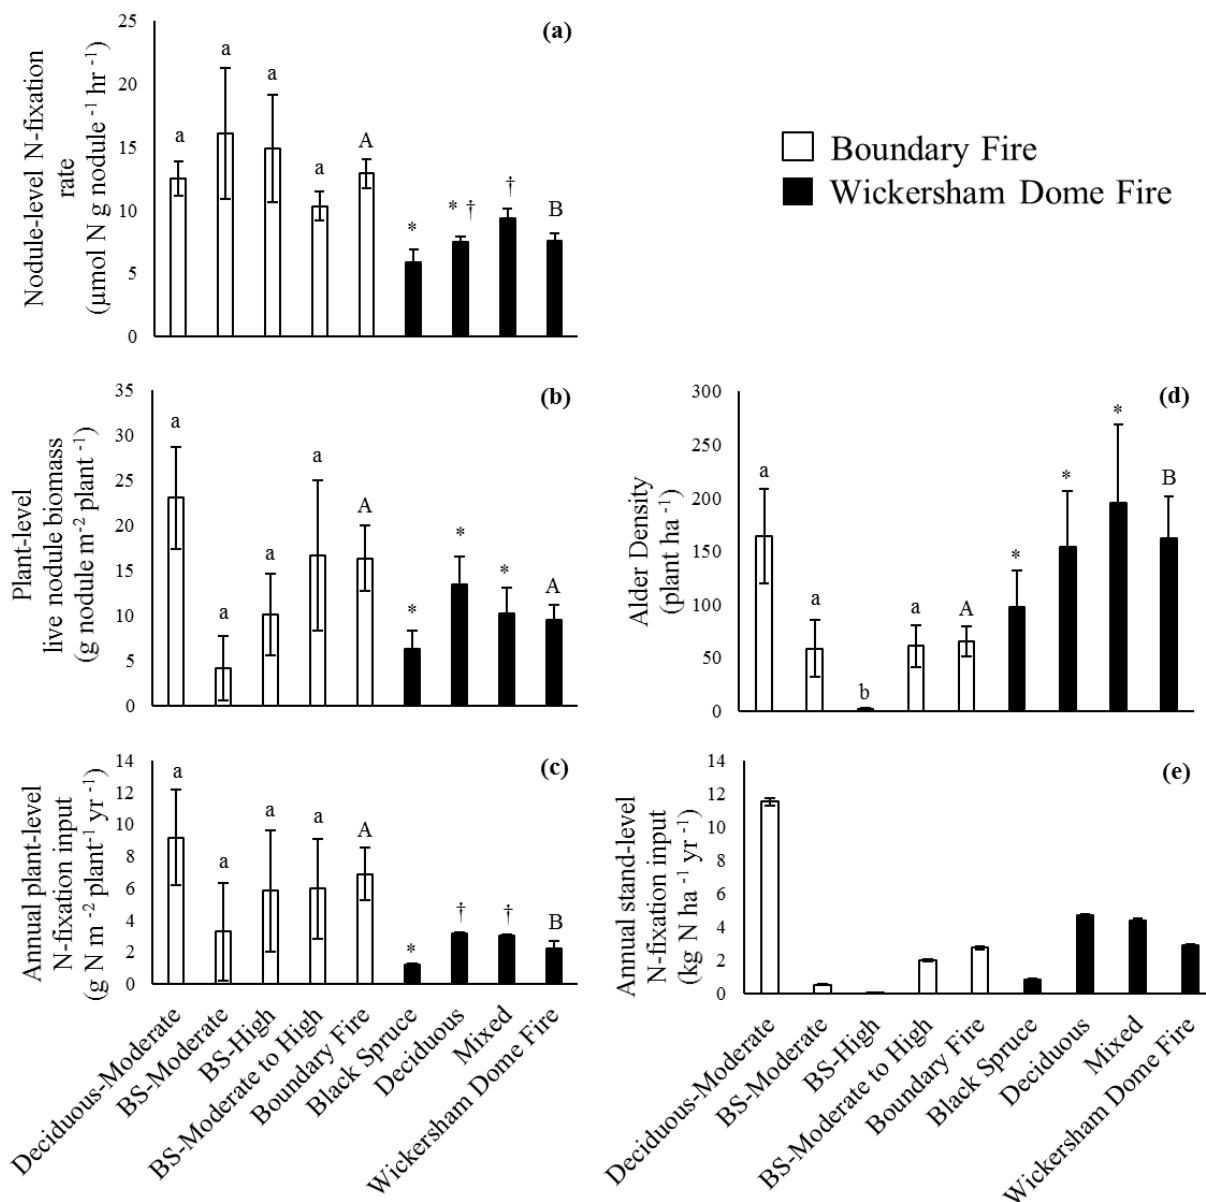 (a)
Nodule-level N-fixation
rate
(µmol N g nodule ⁻¹ hr ⁻¹)
25
20
15
10
5
0
a
a
a
a
A
*
* †
†
B
Boundary Fire
Wickersham Dome Fire
(b)
Plant-level
live nodule biomass
(g nodule m⁻² plant ⁻¹)
35
30
25
20
15
10
5
0
a
a
a
a
A
*
*
*
A
(d)
Alder Density
(plant ha ⁻¹)
300
250
200
150
100
50
0
a
a
b
a
A
*
*
*
B
(c)
Annual plant-level
N-fixation input
(g N m ⁻² plant⁻¹ yr ⁻¹)
14
12
10
8
6
4
2
0
a
a
a
a
A
*
†
†
B
Deciduous-Moderate
BS-Moderate
BS-High
BS-Moderate to High
Boundary Fire
Black Spruce
Deciduous
Mixed
Wickersham Dome Fire
(e)
Annual stand-level
N-fixation input
(kg N ha ⁻¹ yr ⁻¹)
14
12
10
8
6
4
2
0
Deciduous-Moderate
BS-Moderate
BS-High
BS-Moderate to High
Boundary Fire
Black Spruce
Deciduous
Mixed
Wickersham Dome Fire